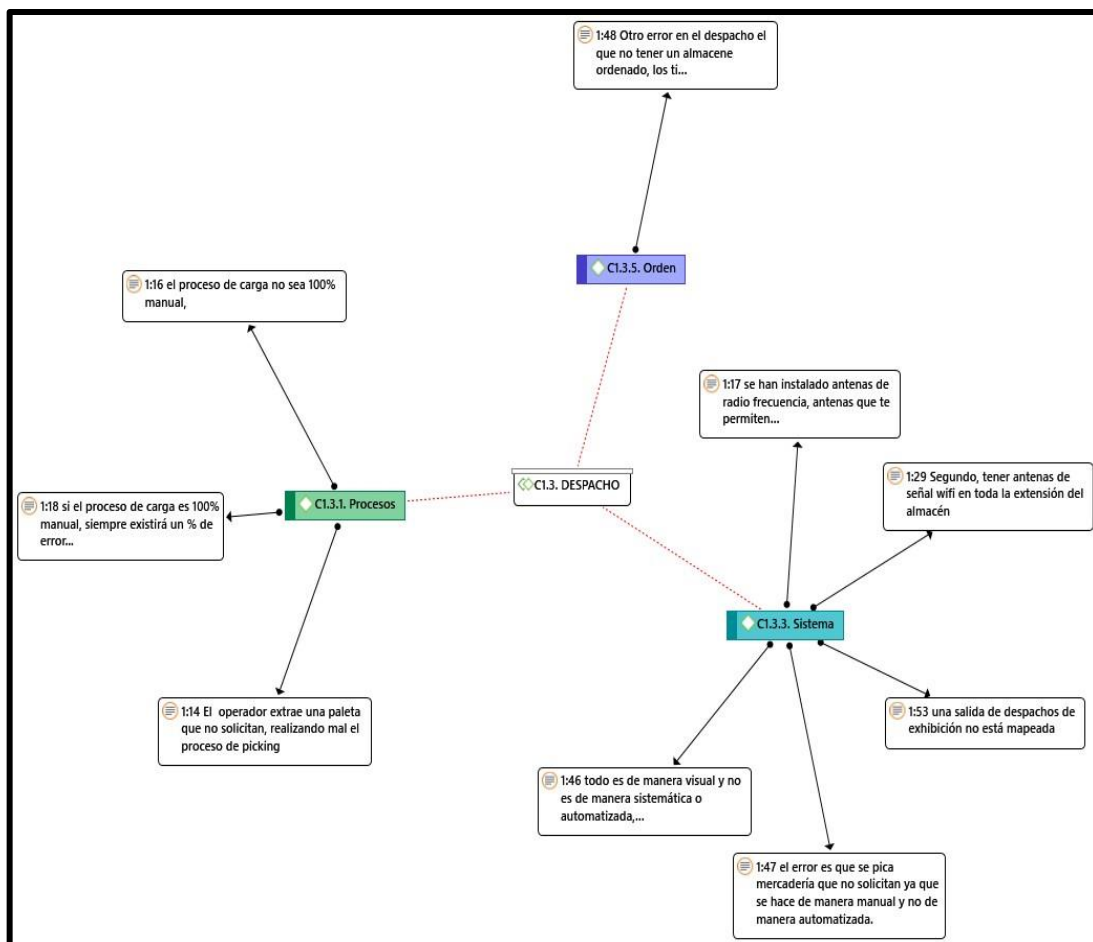 1:48 Otro error en el despacho el
que no tener un almacene
ordenado, los ti...
C1.3.5. Orden
1:16 el proceso de carga no sea 100%
manual,
1:17 se han instalado antenas de
radio frecuencia, antenas que te
permiten...
C1.3. DESPACHO
1:29 Segundo, tener antenas de
señal wifi en toda la extensión del
almacén
C1.3.1. Procesos
1:18 si el proceso de carga es 100%
manual, siempre existirá un % de
error...
C1.3.3. Sistema
1:14 El operador extrae una paleta
que no solicitan, realizando mal el
proceso de picking
1:53 una salida de despachos de
exhibición no está mapeada
1:46 todo es de manera visual y no
es de manera sistemática o
automatizada,...
1:47 el error es que se pica
mercadería que no solicitan ya que
se hace de manera manual y no de
manera automatizada.